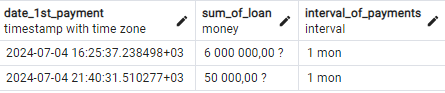 date_1st_payment sum_of_loan interval_of_payments
timestamp with time zone money interval
2024-07-04 16:25:37.238498+03 6 000 000,00 ? 1 mon
2024-07-04 21:40:31.510277+03 50 000,00 ? 1 mon